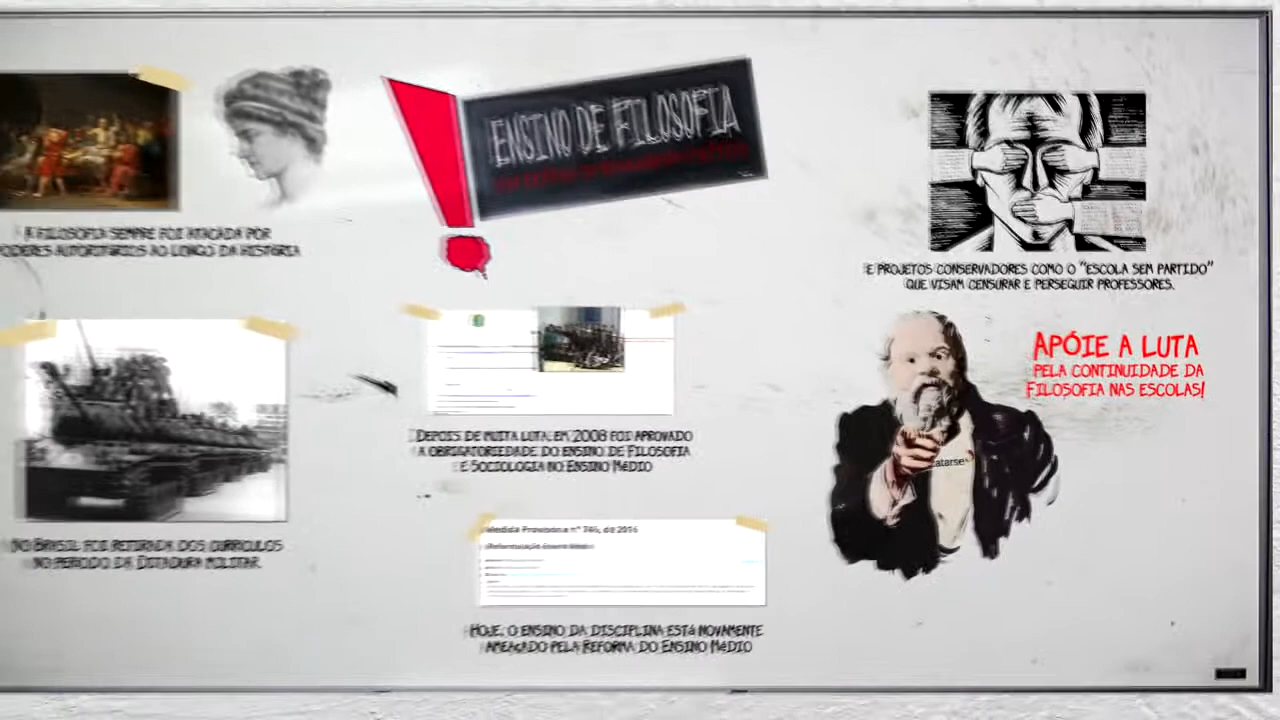 A FILOSOFIA SEMPRE FOI ATACADA POR
PODERES AUTORITÁRIOS AO LONGO DA HISTÓRIA
NO BRASIL FOI RETIRADA DOS CURRÍCULOS
NO PERÍODO DA DITADURA MILITAR.
ENSINO DE FILOSOFIA
DEPOIS DE MUITA LUTA, EM 2008 FOI APROVADO
A OBRIGATORIEDADE DO ENSINO DE FILOSOFIA
E SOCIOLOGIA NO ENSINO MÉDIO
Medida Provisória nº 746, de 2016
HOJE, O ENSINO DA DISCIPLINA ESTÁ NOVAMENTE
AMEAÇADO PELA REFORMA DO ENSINO MÉDIO
E PROJETOS CONSERVADORES COMO O "ESCOLA SEM PARTIDO"
QUE VISAM CENSURAR E PERSEGUIR PROFESSORES.
APÓIE A LUTA
PELA CONTINUIDADE DA
FILOSOFIA NAS ESCOLAS!
catarse